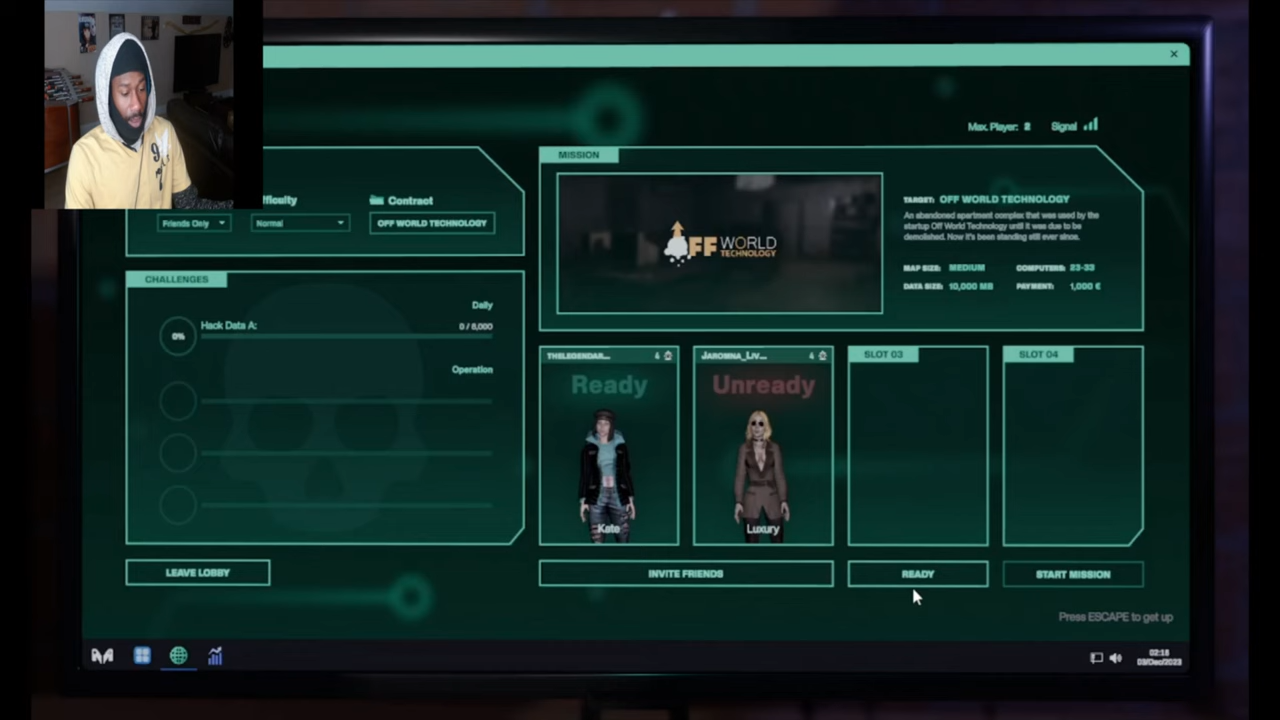 Max. Player: 2 Signal
Contract
Friends Only
Normal
OFF WORLD TECHNOLOGY
MISSION
OFF WORLD
TECHNOLOGY
TARGET: OFF WORLD TECHNOLOGY
An abandoned apartment complex that was used by the
startup Off World Technology until it was due to be
demolished. Now it's been standing still ever since.
MAP SIZE: MEDIUM COMPUTERS: 23-33
DATA SIZE: 10,000 MB PAYMENT: 1,000 €
CHALLENGES
Daily
0%
Hack Data A: 0 / 8,000
Operation
THELEGENDAR... 4
Ready
Kate
JAROMNA_LIV... 4
Unready
Luxury
SLOT 03
SLOT 04
LEAVE LOBBY
INVITE FRIENDS
READY
START MISSION
Press ESCAPE to get up
02:18
03/Dec/2023